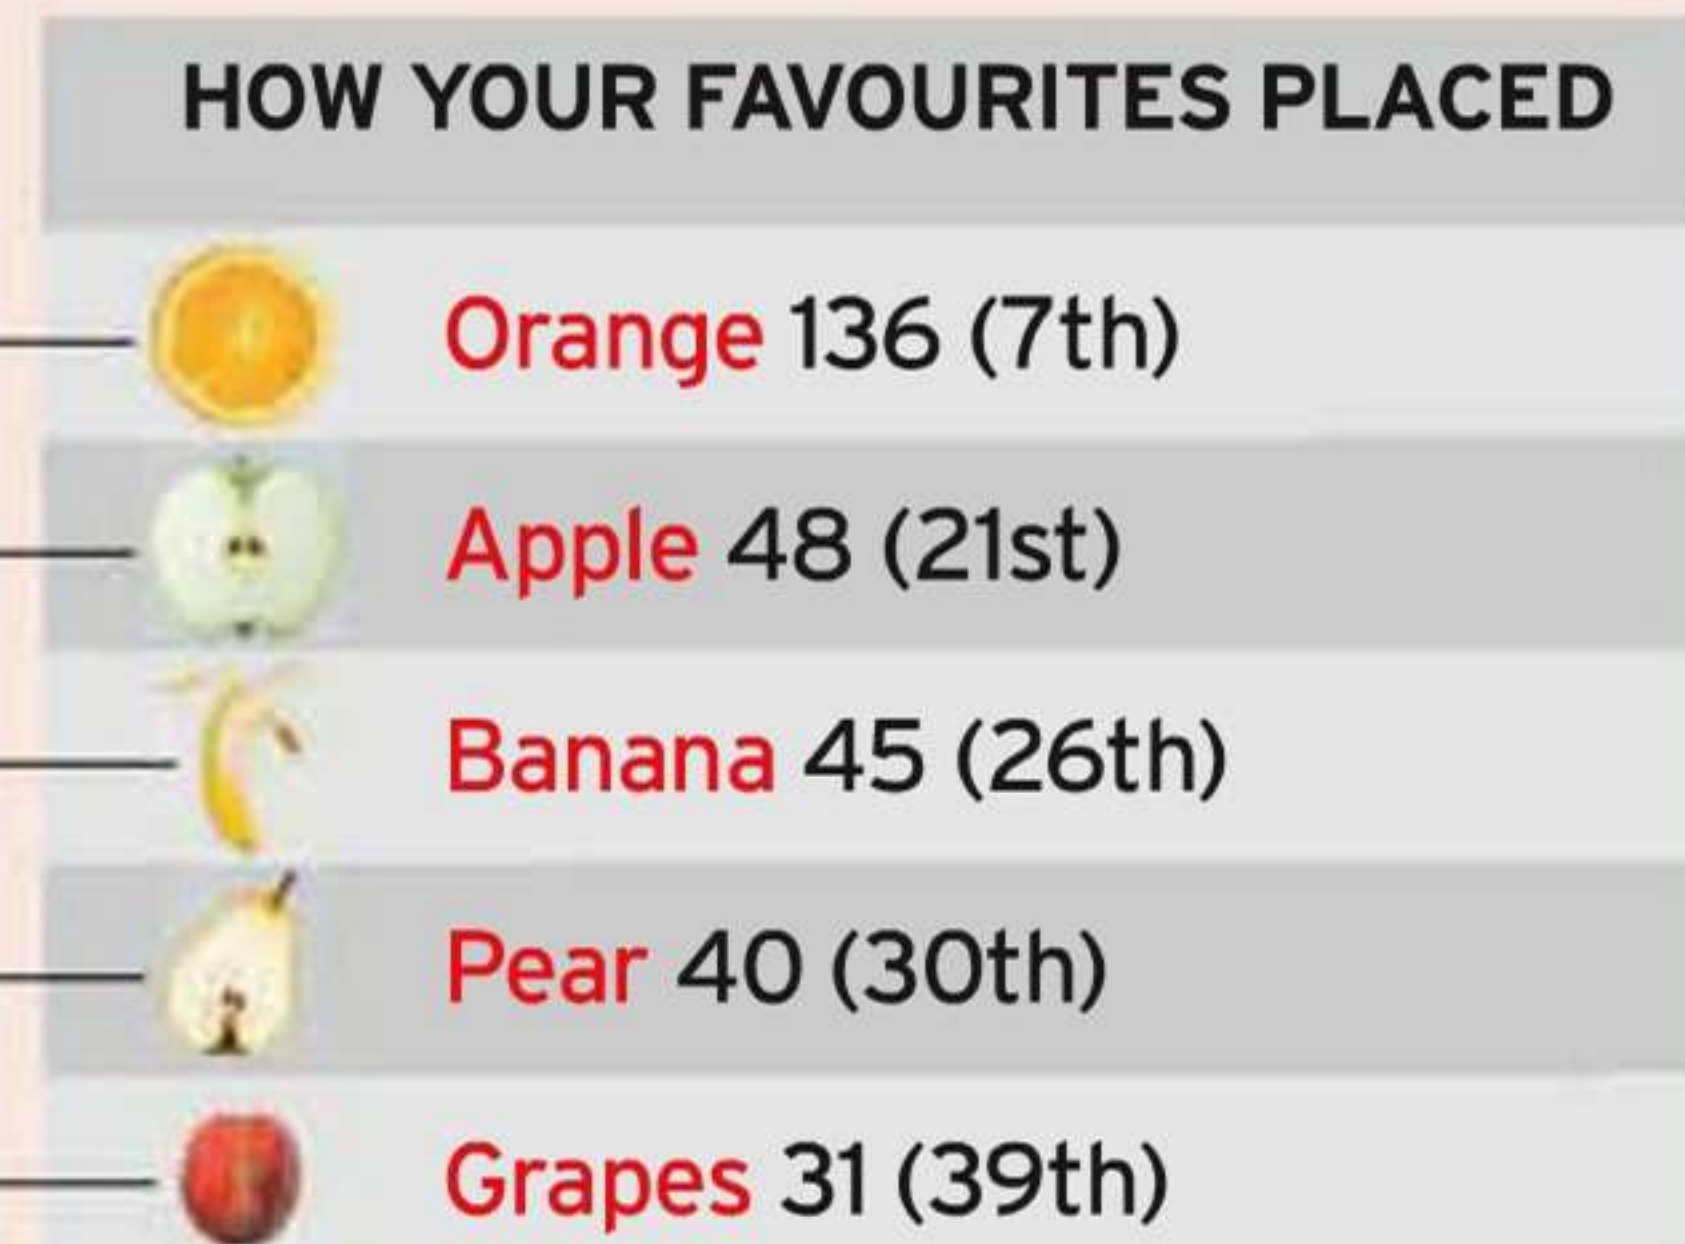 HOW YOUR FAVOURITES PLACED
Orange 136 (7th)
Apple 48 (21st)
Banana 45 (26th)
Pear 40 (30th)
Grapes 31 (39th)